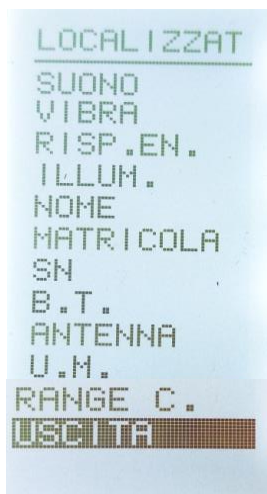 LOCALIZZAT
SUONO
VIBRA
RISP.EN.
ILLUM.
NOME
MATRICOLA
SN
B.T.
ANTENNA
U.M.
RANGE C.
USCITA